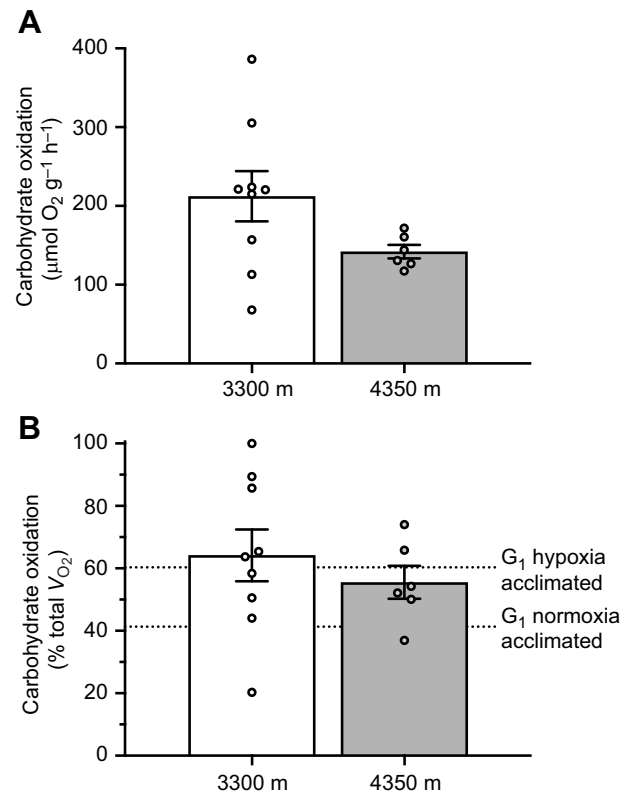 A
Carbohydrate oxidation
(μmol O₂ g⁻¹ h⁻¹)
400
300
200
100
0
3300 m
4350 m
B
Carbohydrate oxidation
(% total V̇O₂)
100
80
60
40
20
0
G₁ hypoxia
acclimated
G₁ normoxia
acclimated
3300 m
4350 m